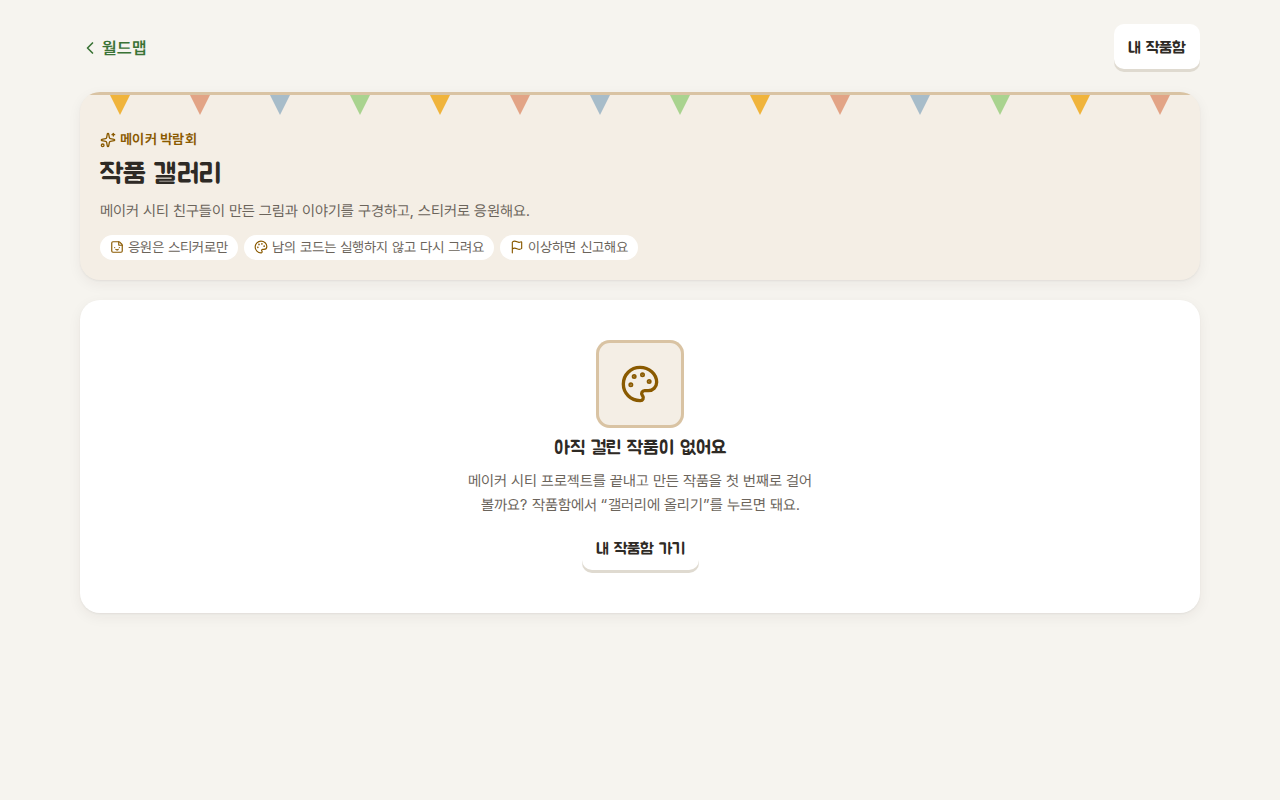 월드맵
내 작품함
메이커 박람회
작품 갤러리
메이커 시티 친구들이 만든 그림과 이야기를 구경하고, 스티커로 응원해요.
응원은 스티커로만
남의 코드는 실행하지 않고 다시 그려요
이상하면 신고해요
아직 걸린 작품이 없어요
메이커 시티 프로젝트를 끝내고 만든 작품을 첫 번째로 걸어
볼까요? 작품함에서 “갤러리에 올리기”를 누르면 돼요.
내 작품함 가기